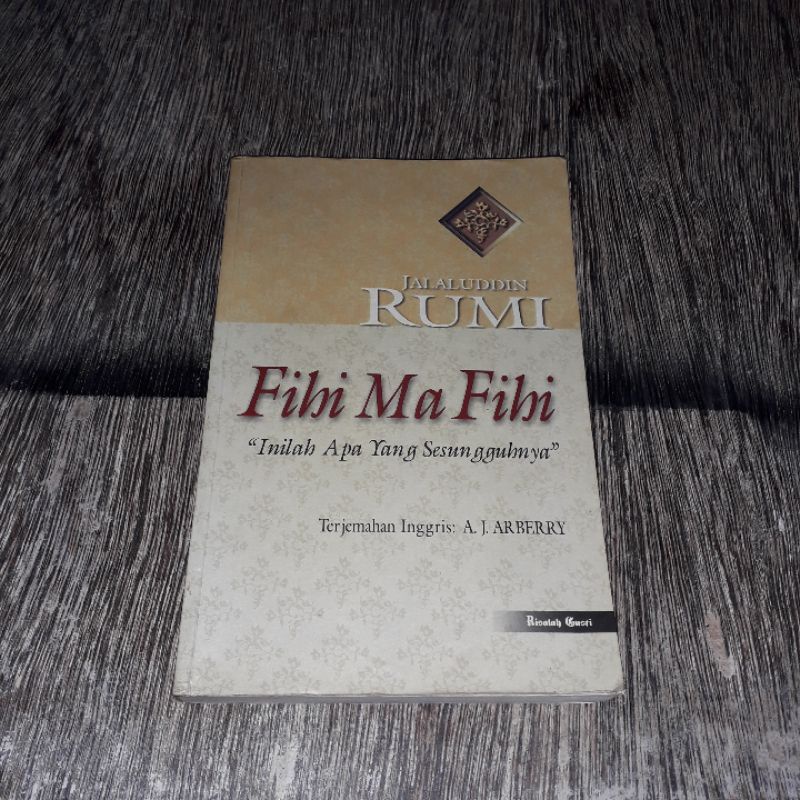 JALALUDDIN
RUMI
Fihi Ma Fihi
"Inilah Apa Yang Sesungguhnya"
Terjemahan Inggris: A. J. ARBERRY
Risalah Gusti